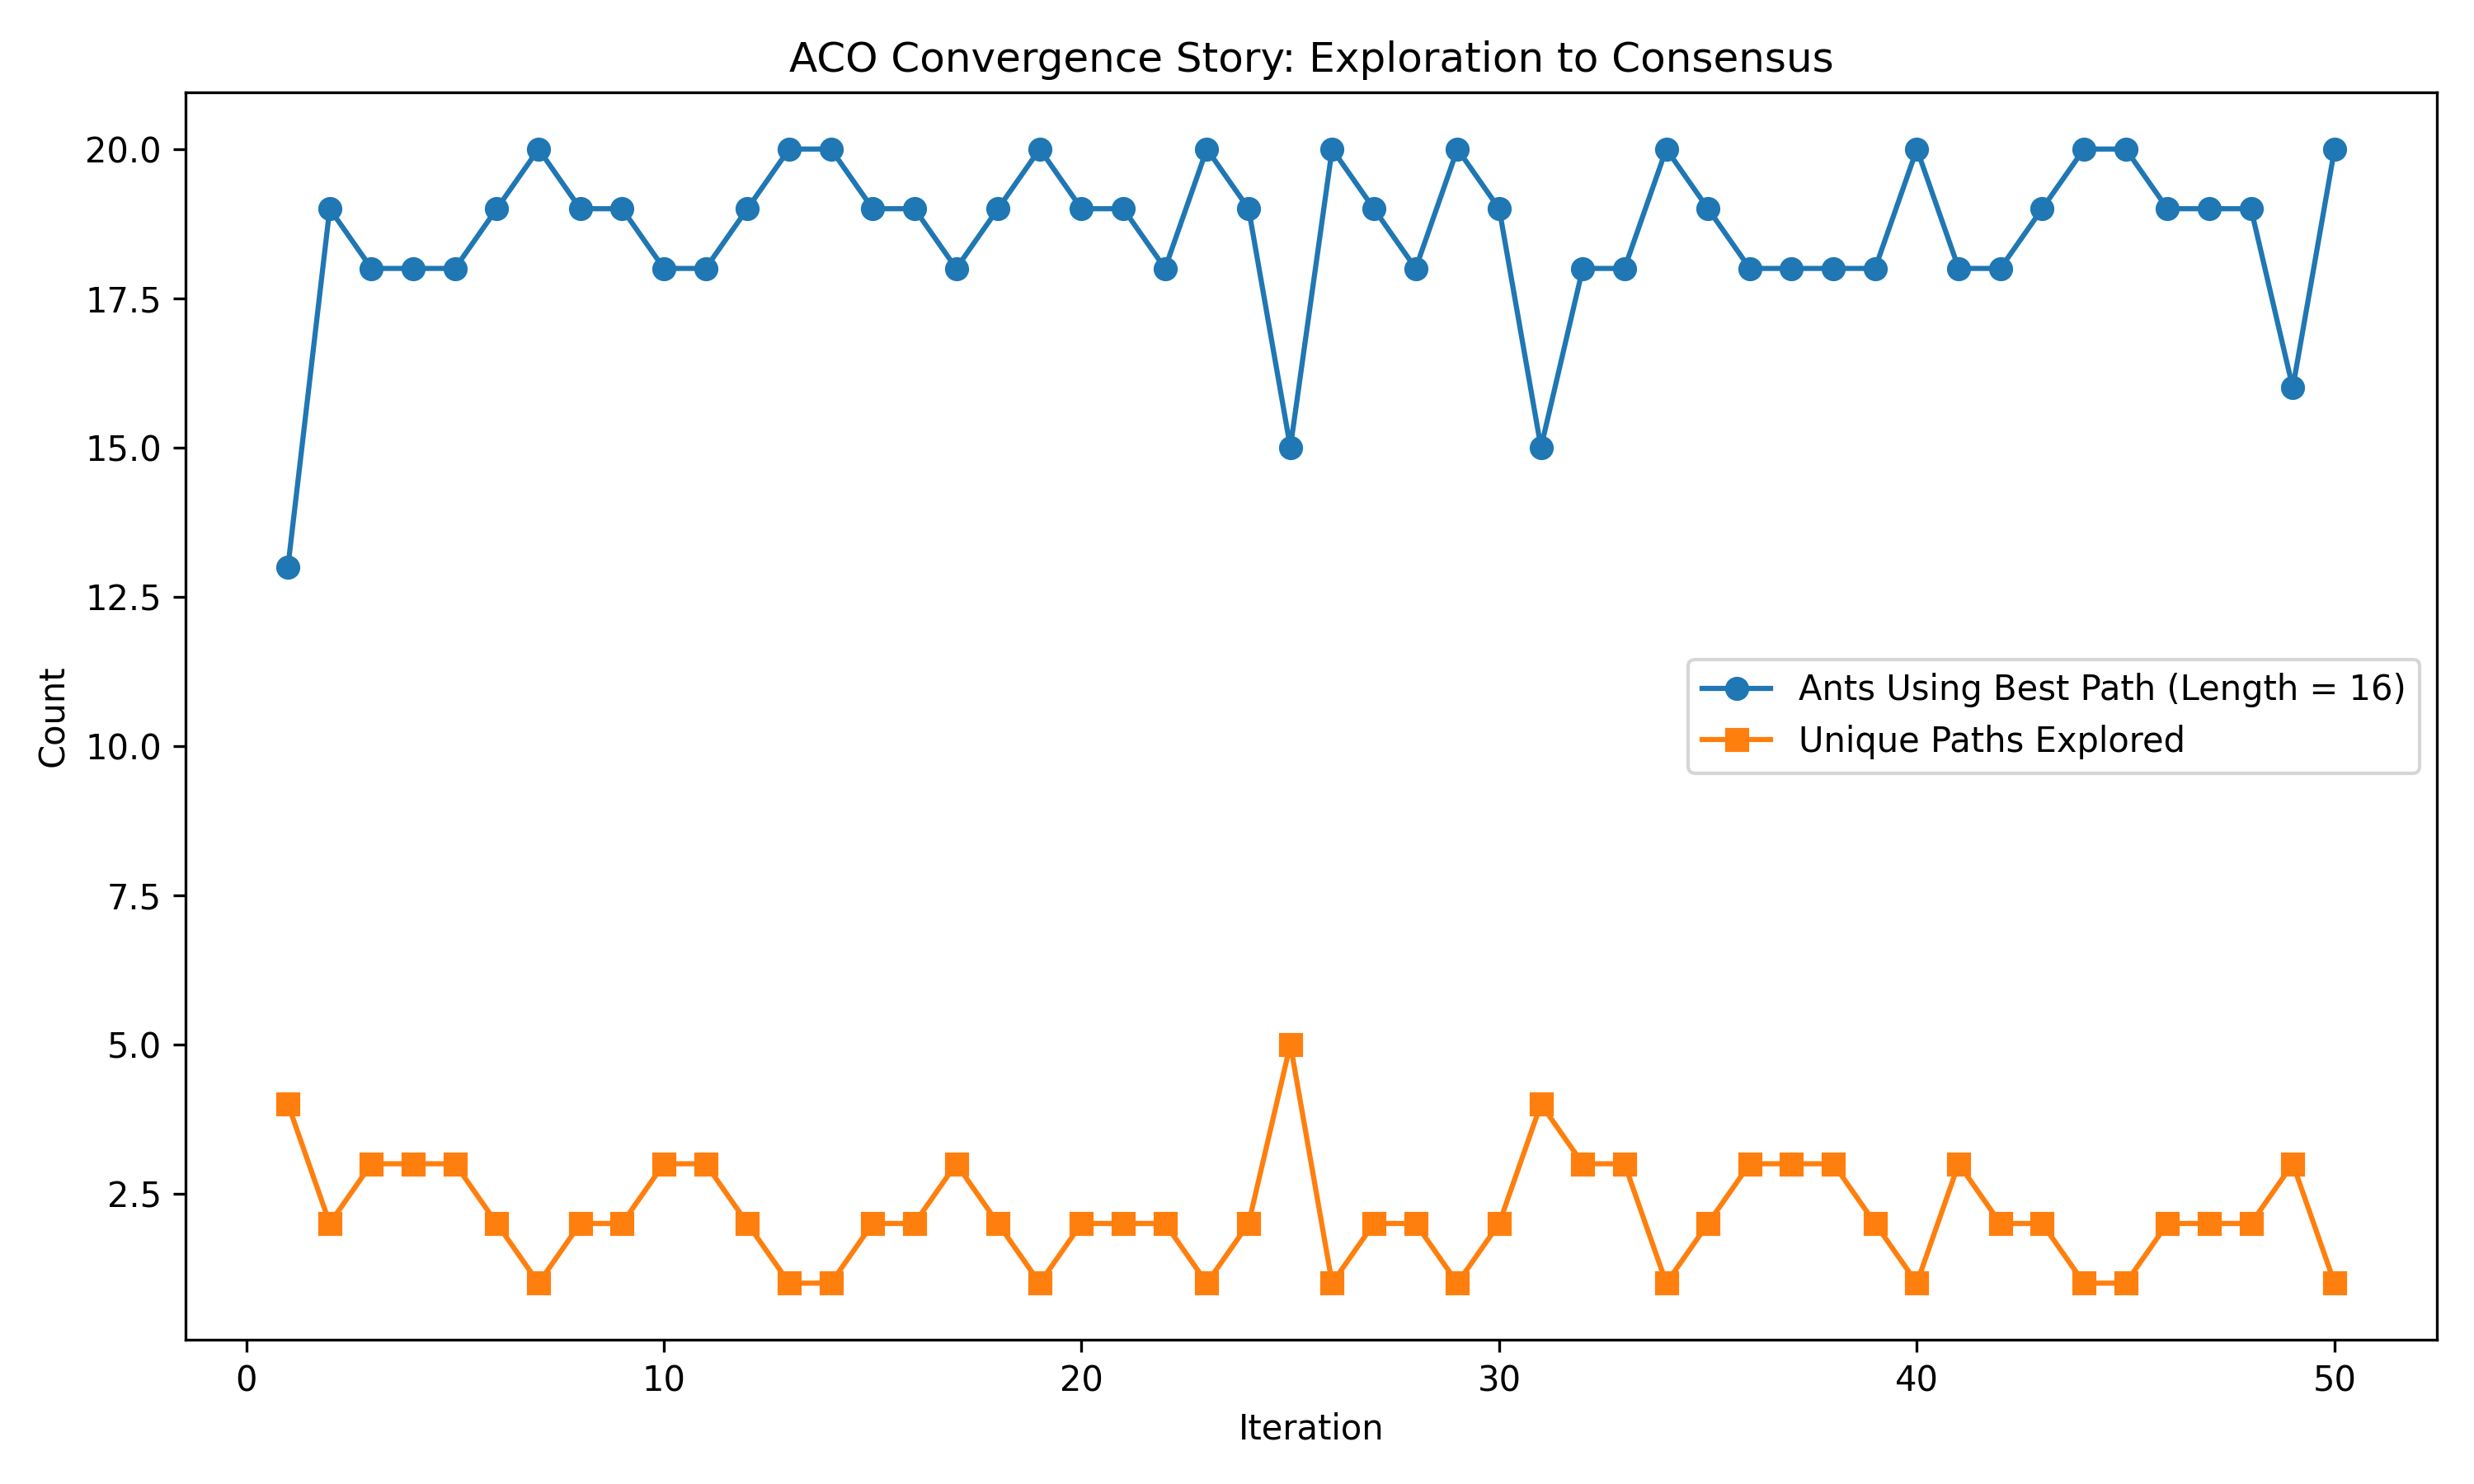 ACO Convergence Story: Exploration to Consensus
20.0
17.5
15.0
12.5
10.0
7.5
5.0
2.5
Count
Ants Using Best Path (Length = 16)
Unique Paths Explored
0 10 20 30 40 50
Iteration